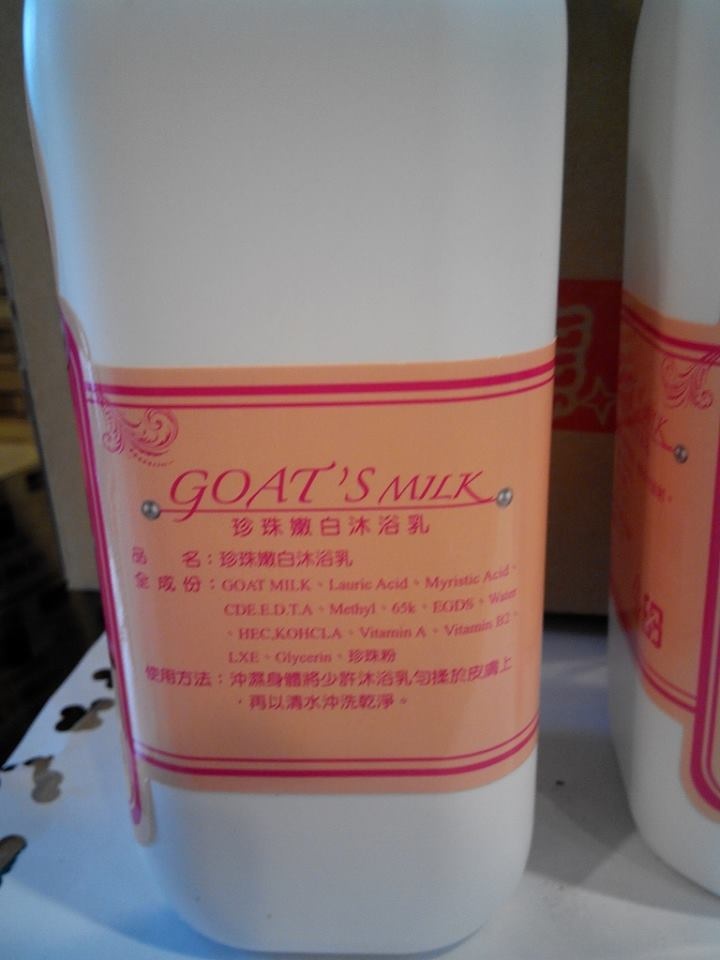 GOAT'S MILK
珍珠嫩白沐浴乳
品 名：珍珠嫩白沐浴乳
全成份：GOAT MILK、Lauric Acid、Myristic Acid、
CDE.E.D.T.A、Methyl、65k、EGDS、Water
、HEC,KOHCLA、Vitamin A、Vitamin B2、
LXE、Glycerin、珍珠粉
使用方法：沖濕身體將少許沐浴乳勻揉於皮膚上
，再以清水沖洗乾淨。